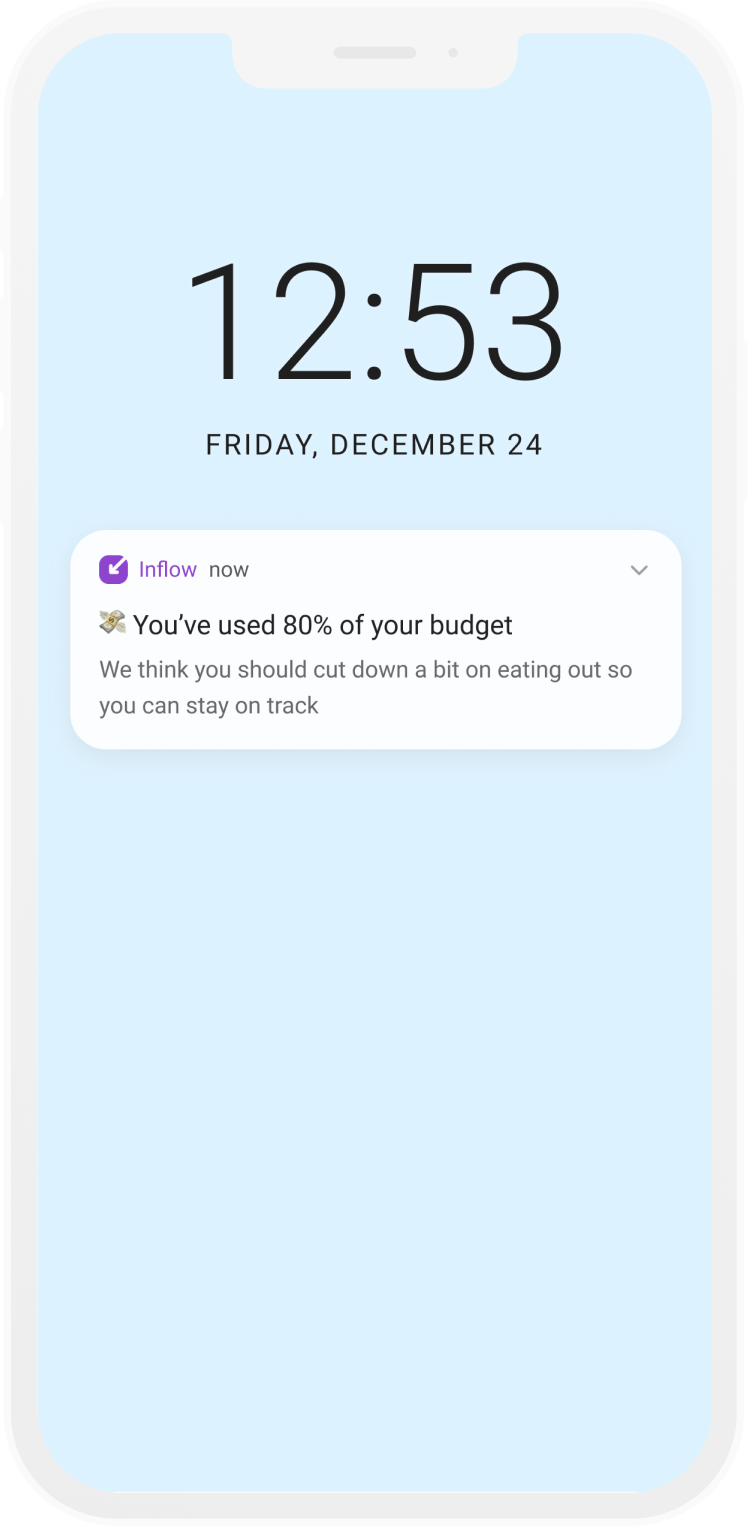 12:53
FRIDAY, DECEMBER 24
Inflow now
💸 You’ve used 80% of your budget
We think you should cut down a bit on eating out so
you can stay on track